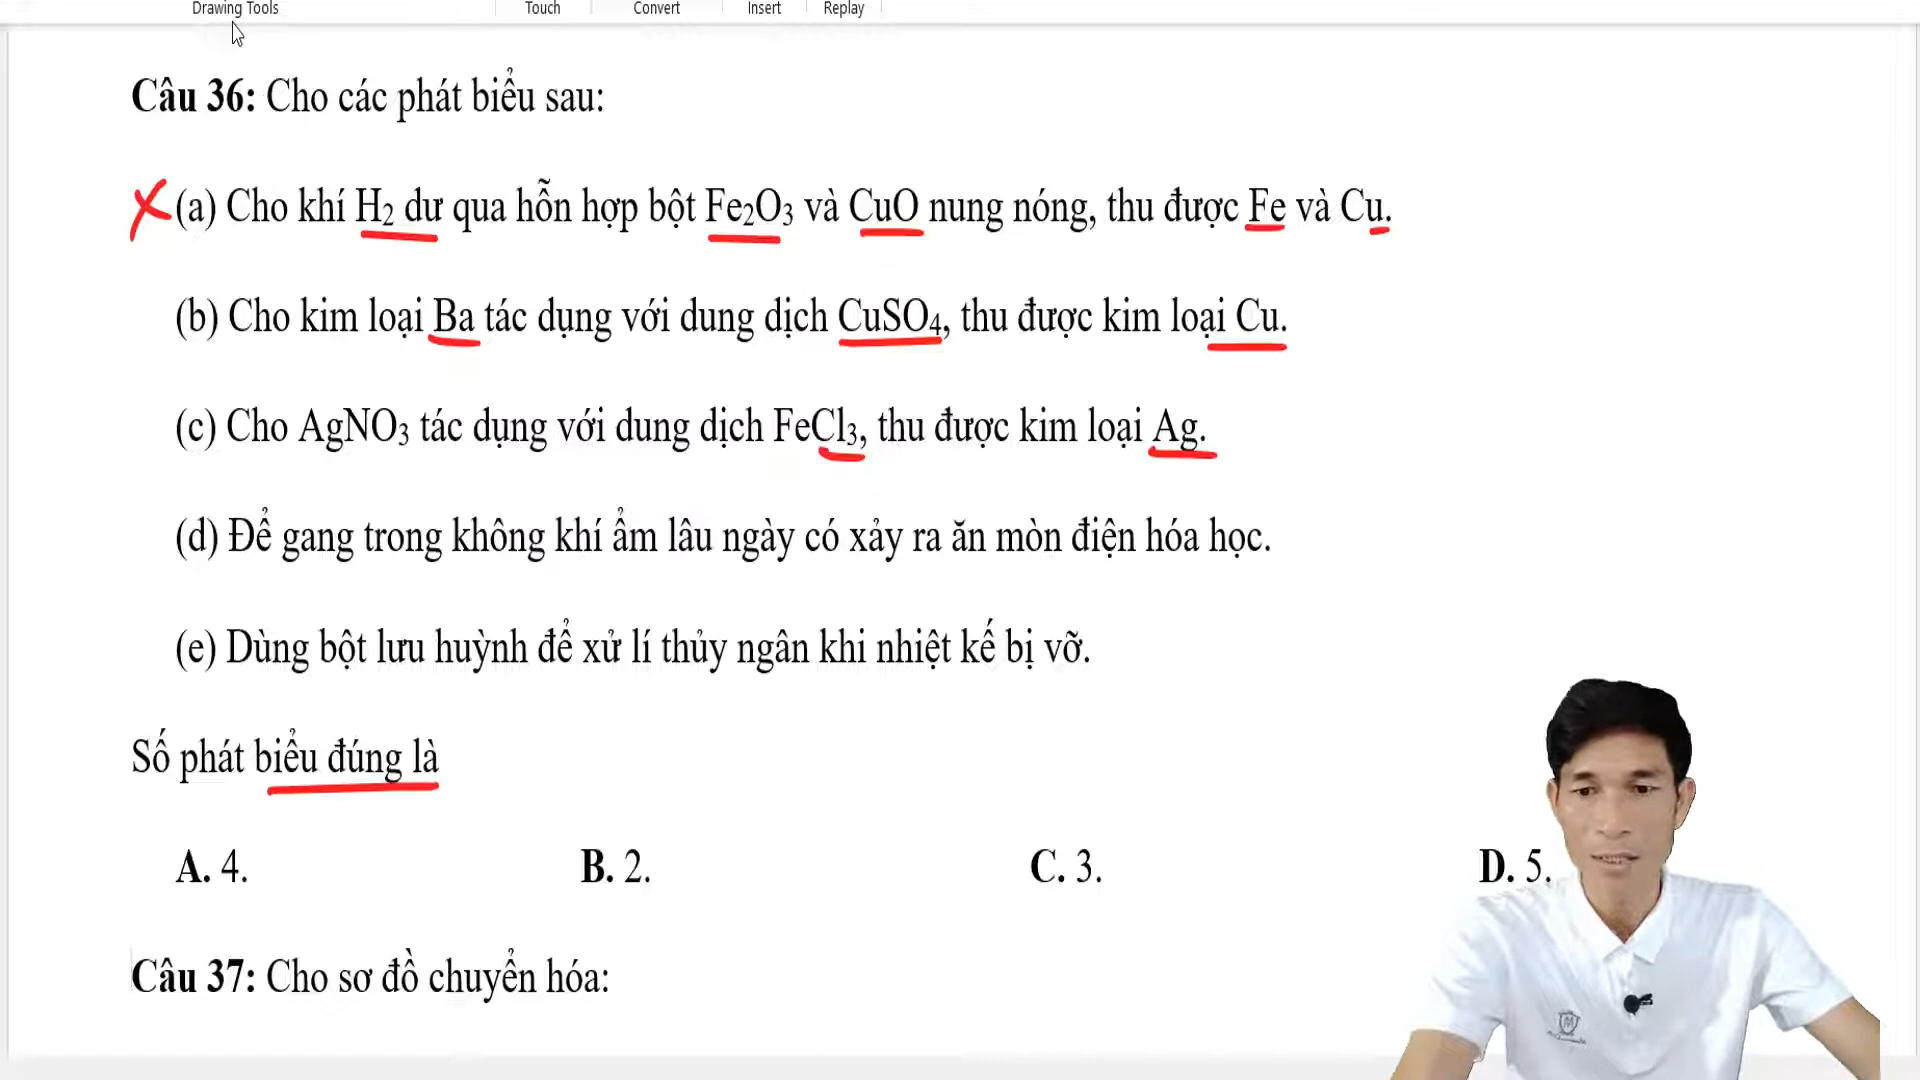 Drawing Tools Touch Convert Insert Replay
Câu 36: Cho các phát biểu sau:
(a) Cho khí H₂ dư qua hỗn hợp bột Fe₂O₃ và CuO nung nóng, thu được Fe và Cu.
(b) Cho kim loại Ba tác dụng với dung dịch CuSO₄, thu được kim loại Cu.
(c) Cho AgNO₃ tác dụng với dung dịch FeCl₃, thu được kim loại Ag.
(d) Để gang trong không khí ẩm lâu ngày có xảy ra ăn mòn điện hóa học.
(e) Dùng bột lưu huỳnh để xử lí thủy ngân khi nhiệt kế bị vỡ.
Số phát biểu đúng là
A. 4. B. 2. C. 3. D. 5.
Câu 37: Cho sơ đồ chuyển hóa: